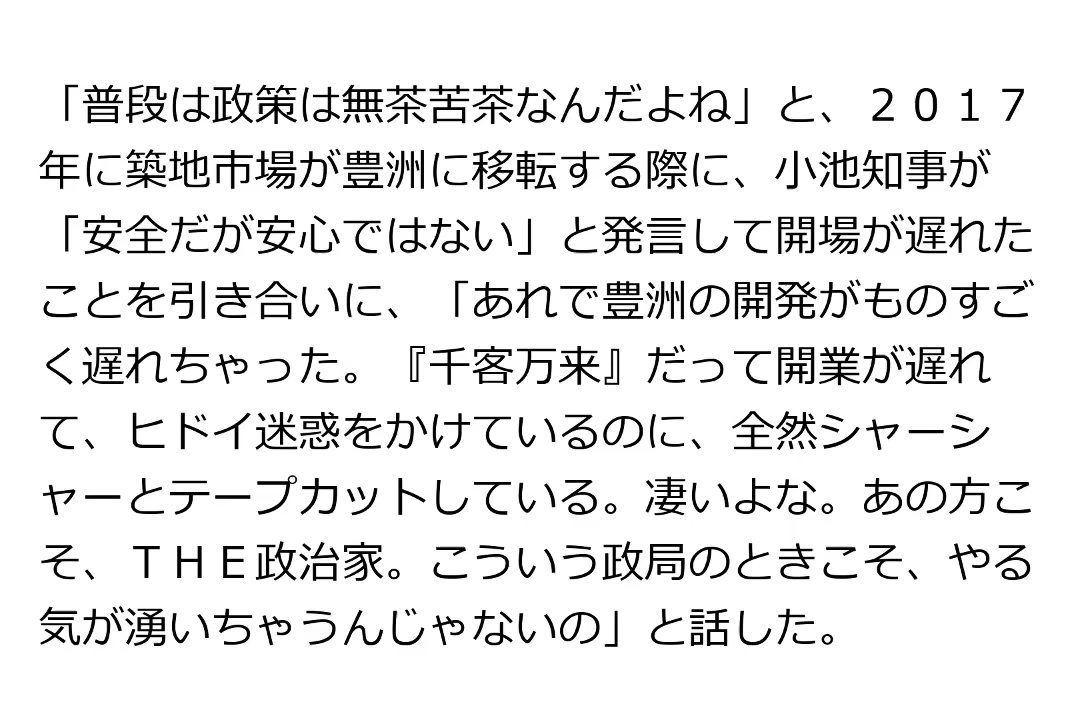 「普段は政策は無茶苦茶なんだよね」と、２０１７
年に築地市場が豊洲に移転する際に、小池知事が
「安全だが安心ではない」と発言して開場が遅れた
ことを引き合いに、「あれで豊洲の開発がものすご
く遅れちゃった。『千客万来』だって開業が遅れ
て、ヒドイ迷惑をかけているのに、全然シャーシ
ャーとテープカットしている。凄いよな。あの方こ
そ、ＴＨＥ政治家。こういう政局のときこそ、やる
気が湧いちゃうんじゃないの」と話した。